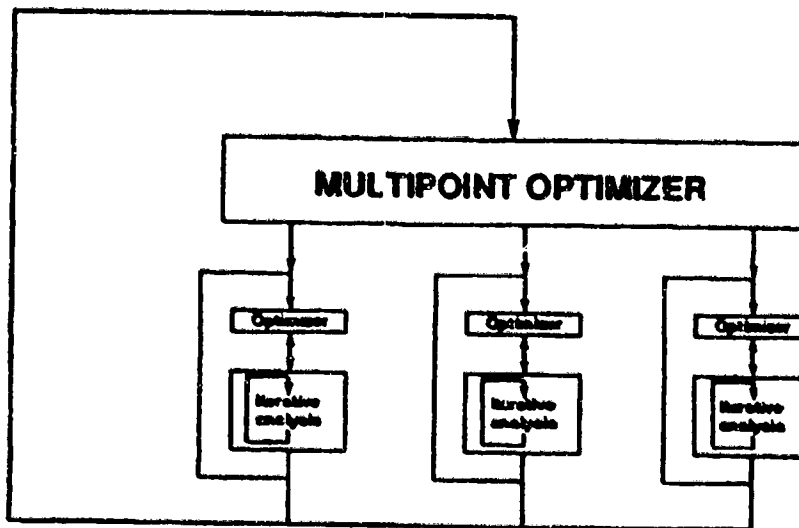 MULTIPOINT OPTIMIZER
Optimizer
Optimizer
Optimizer
Iterative
analysis
Iterative
analysis
Iterative
analysis